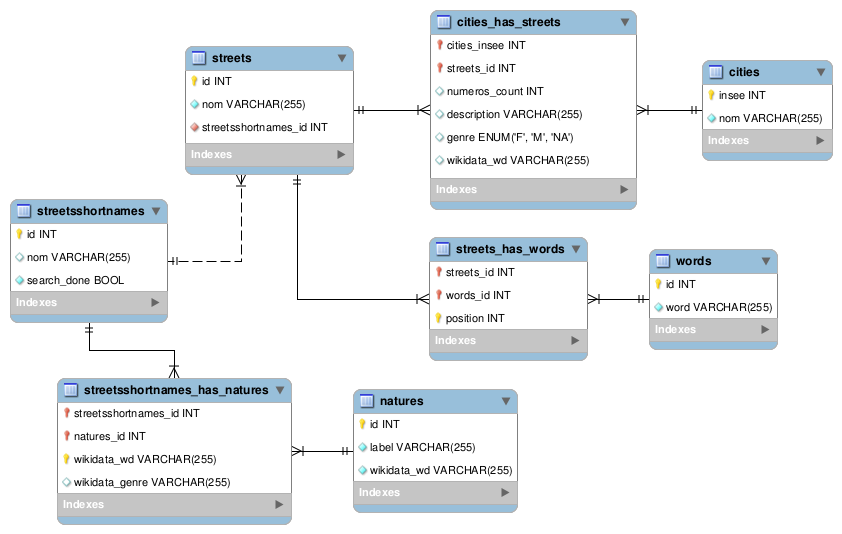 streets
id INT
nom VARCHAR(255)
streetsshortnames_id INT
Indexes
cities_has_streets
cities_insee INT
streets_id INT
numeros_count INT
description VARCHAR(255)
genre ENUM('F', 'M', 'NA')
wikidata_wd VARCHAR(255)
Indexes
cities
insee INT
nom VARCHAR(255)
Indexes
streetsshortnames
id INT
nom VARCHAR(255)
search_done BOOL
Indexes
streets_has_words
streets_id INT
words_id INT
position INT
Indexes
words
id INT
word VARCHAR(255)
Indexes
streetsshortnames_has_natures
streetsshortnames_id INT
natures_id INT
wikidata_wd VARCHAR(255)
wikidata_genre VARCHAR(255)
Indexes
natures
id INT
label VARCHAR(255)
wikidata_wd VARCHAR(255)
Indexes